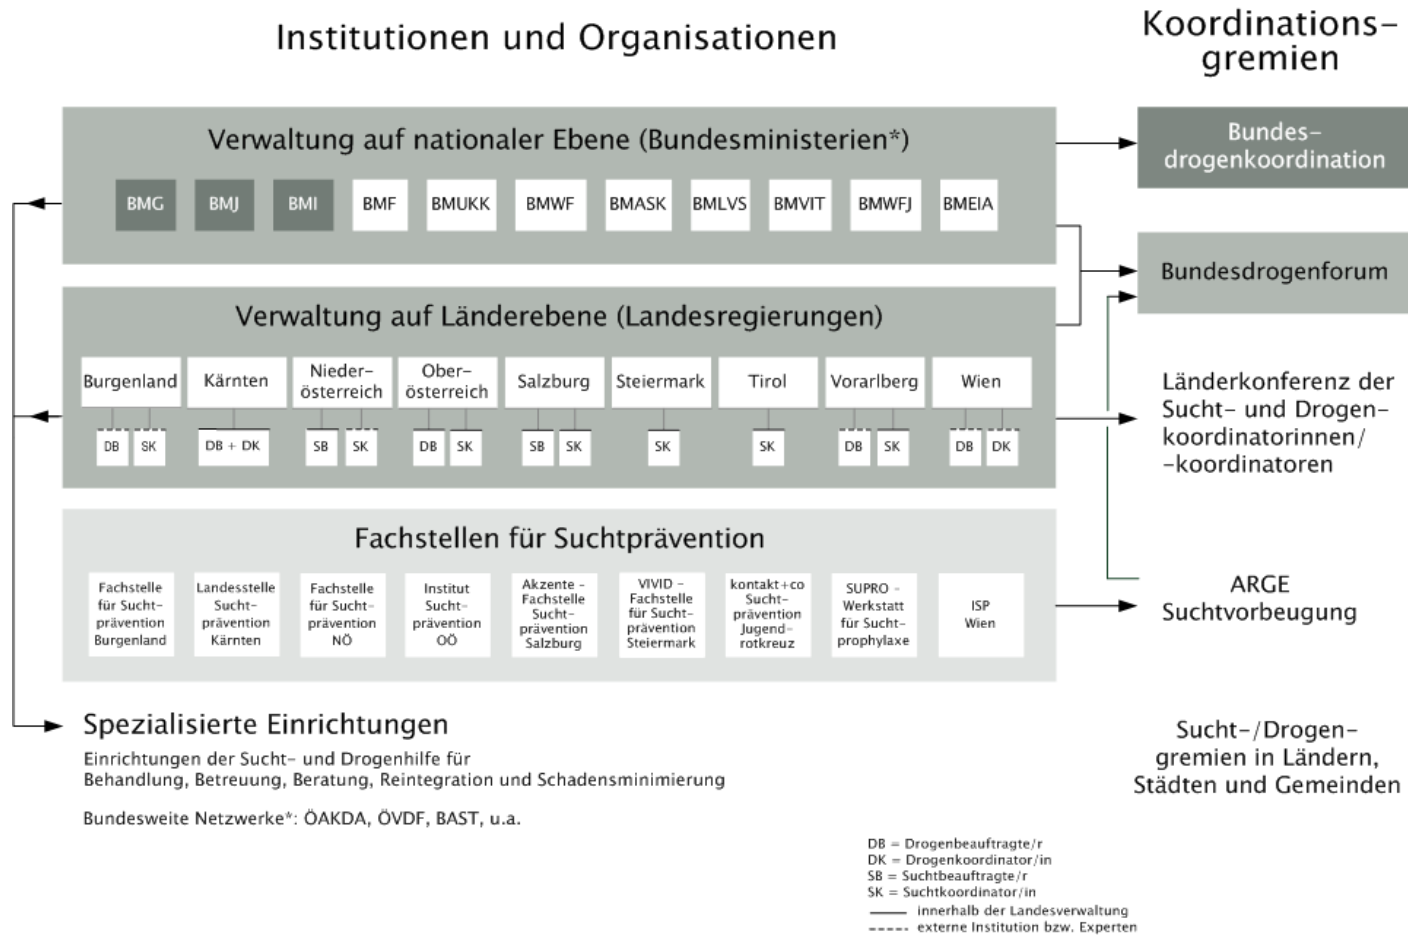 Institutionen und Organisationen
Koordinations-
gremien
Verwaltung auf nationaler Ebene (Bundesministerien*)
BMG BMJ BMI BMF BMUKK BMWF BMASK BMLVS BMVIT BMWFJ BMEIA
Bundes-
drogenkoordination
Bundesdrogenforum
Verwaltung auf Länderebene (Landesregierungen)
Burgenland
Kärnten
Nieder-
österreich
Ober-
österreich
Salzburg
Steiermark
Tirol
Vorarlberg
Wien
DB SK
DB + DK
SB SK
DB SK
SB SK
SK
SK
DB SK
DB DK
Länderkonferenz der
Sucht- und Drogen-
koordinatorinnen/
-koordinatoren
Fachstellen für Suchtprävention
Fachstelle
für Sucht-
prävention
Burgenland
Landesstelle
Sucht-
prävention
Kärnten
Fachstelle
für Sucht-
prävention
NÖ
Institut
Sucht-
prävention
OÖ
Akzente -
Fachstelle
Sucht-
prävention
Salzburg
VIVID -
Fachstelle
für Sucht-
prävention
Steiermark
kontakt+co
Sucht-
prävention
Jugend-
rotkreuz
SUPRO -
Werkstatt
für Sucht-
prophylaxe
ISP
Wien
ARGE
Suchtvorbeugung
Spezialisierte Einrichtungen
Einrichtungen der Sucht- und Drogenhilfe für
Behandlung, Betreuung, Beratung, Reintegration und Schadensminimierung
Bundesweite Netzwerke*: ÖAKDA, ÖVDF, BAST, u.a.
Sucht-/Drogen-
gremien in Ländern,
Städten und Gemeinden
DB = Drogenbeauftragte/r
DK = Drogenkoordinator/in
SB = Suchtbeauftragte/r
SK = Suchtkoordinator/in
innerhalb der Landesverwaltung
externe Institution bzw. Experten